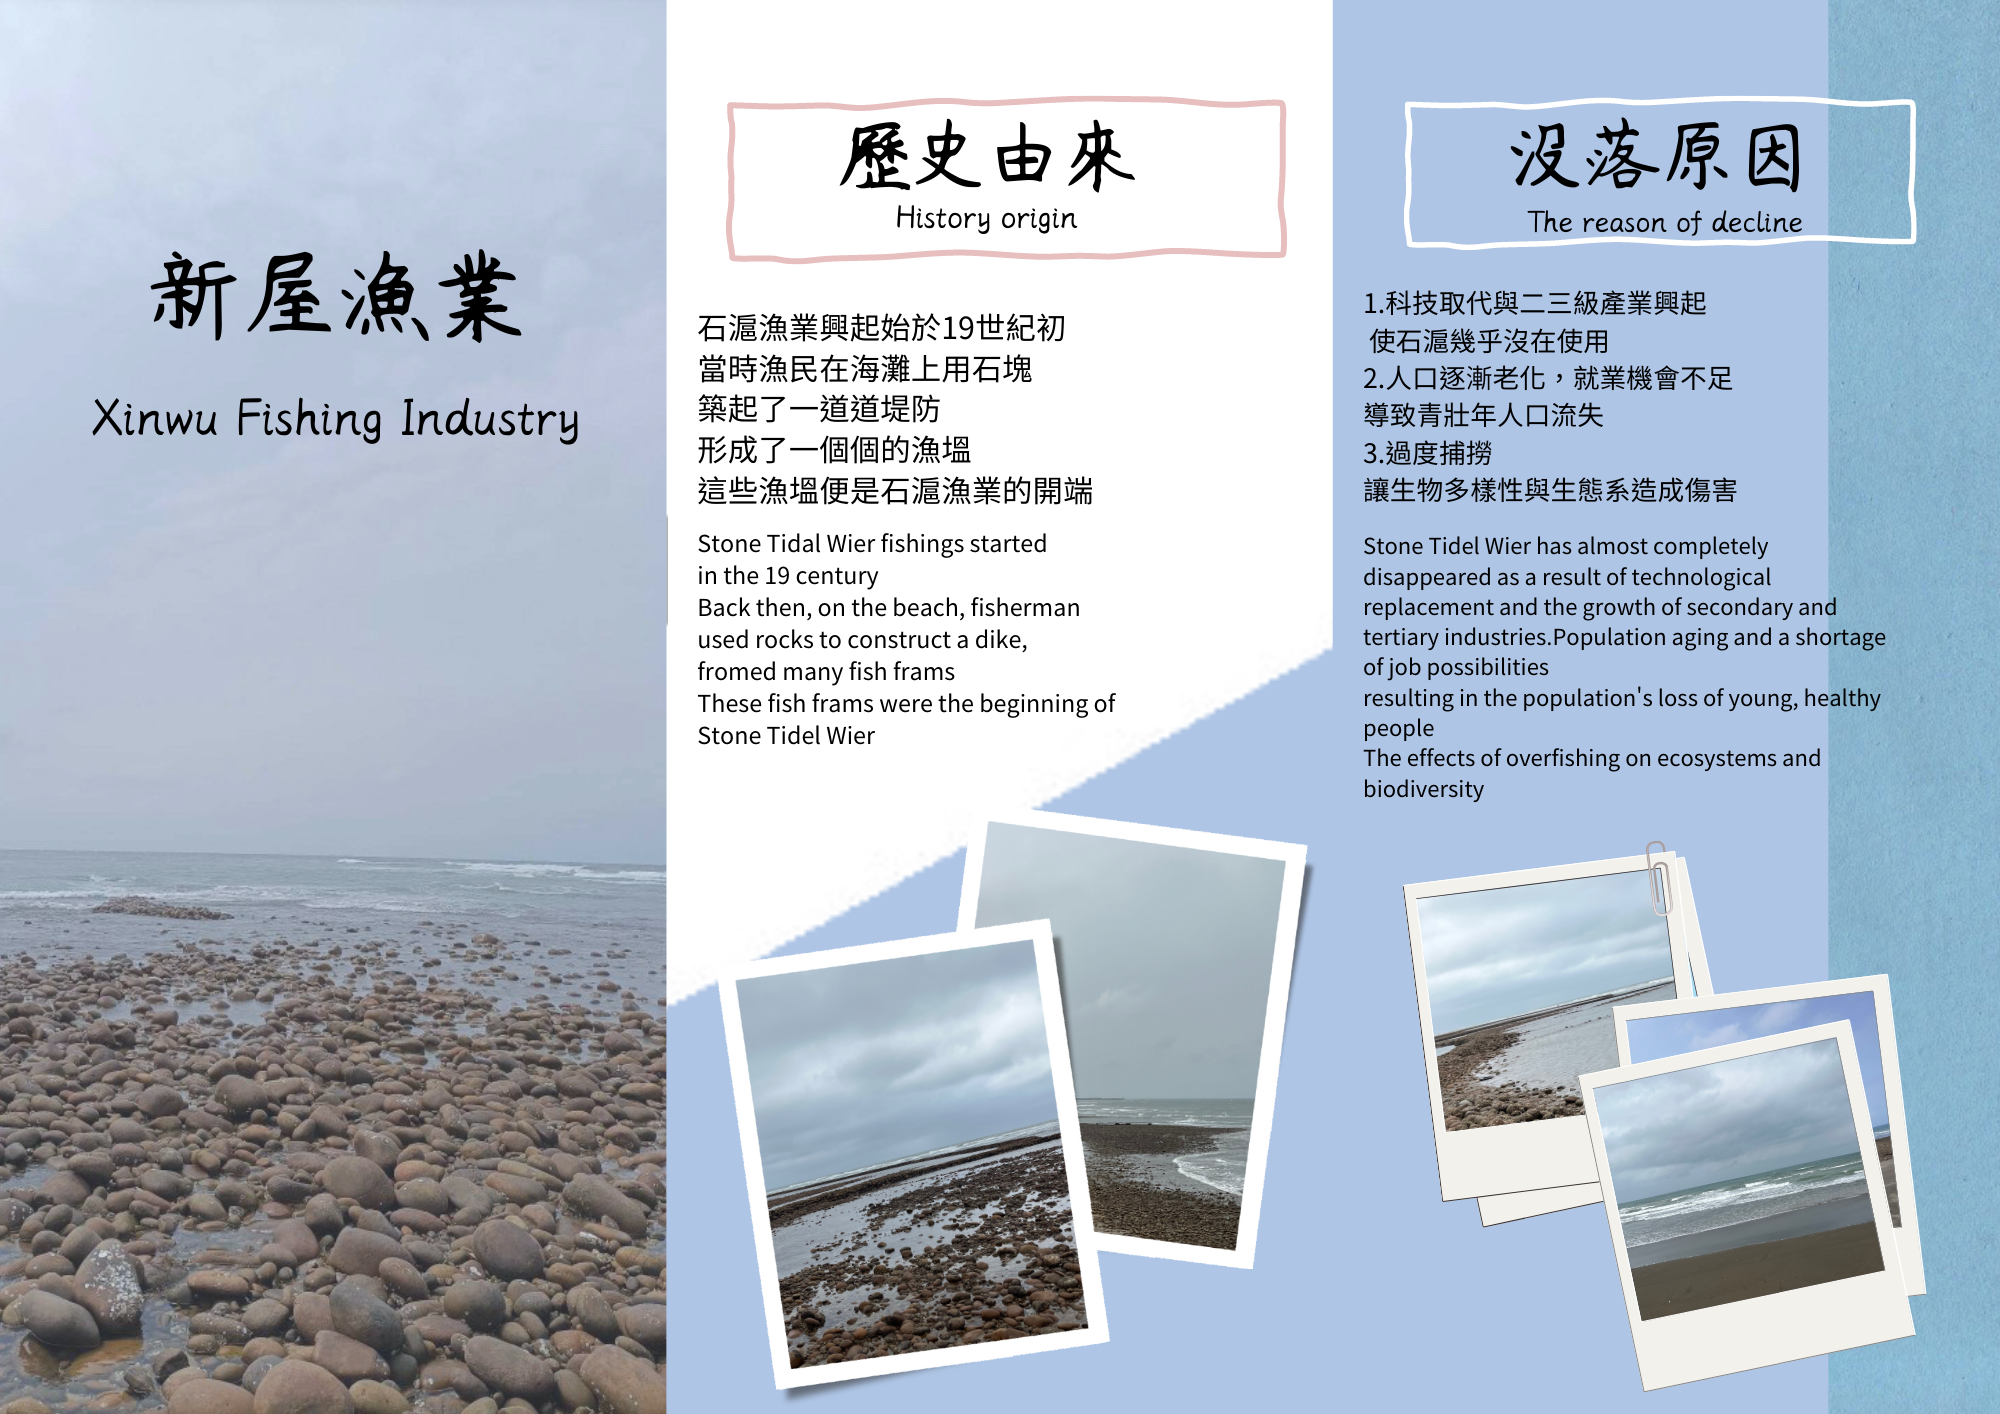 新屋漁業
Xinwu Fishing Industry
歷史由來
History origin
石滬漁業興起始於19世紀初
當時漁民在海灘上用石塊
築起了一道道堤防
形成了一個個的漁塭
這些漁塭便是石滬漁業的開端
Stone Tidal Wier fishings started
in the 19 century
Back then, on the beach, fisherman
used rocks to construct a dike,
fromed many fish frams
These fish frams were the beginning of
Stone Tidel Wier
沒落原因
The reason of decline
1.科技取代與二三級產業興起
使石滬幾乎沒在使用
2.人口逐漸老化，就業機會不足
導致青壯年人口流失
3.過度捕撈
讓生物多樣性與生態系造成傷害
Stone Tidel Wier has almost completely
disappeared as a result of technological
replacement and the growth of secondary and
tertiary industries.Population aging and a shortage
of job possibilities
resulting in the population's loss of young, healthy
people
The effects of overfishing on ecosystems and
biodiversity